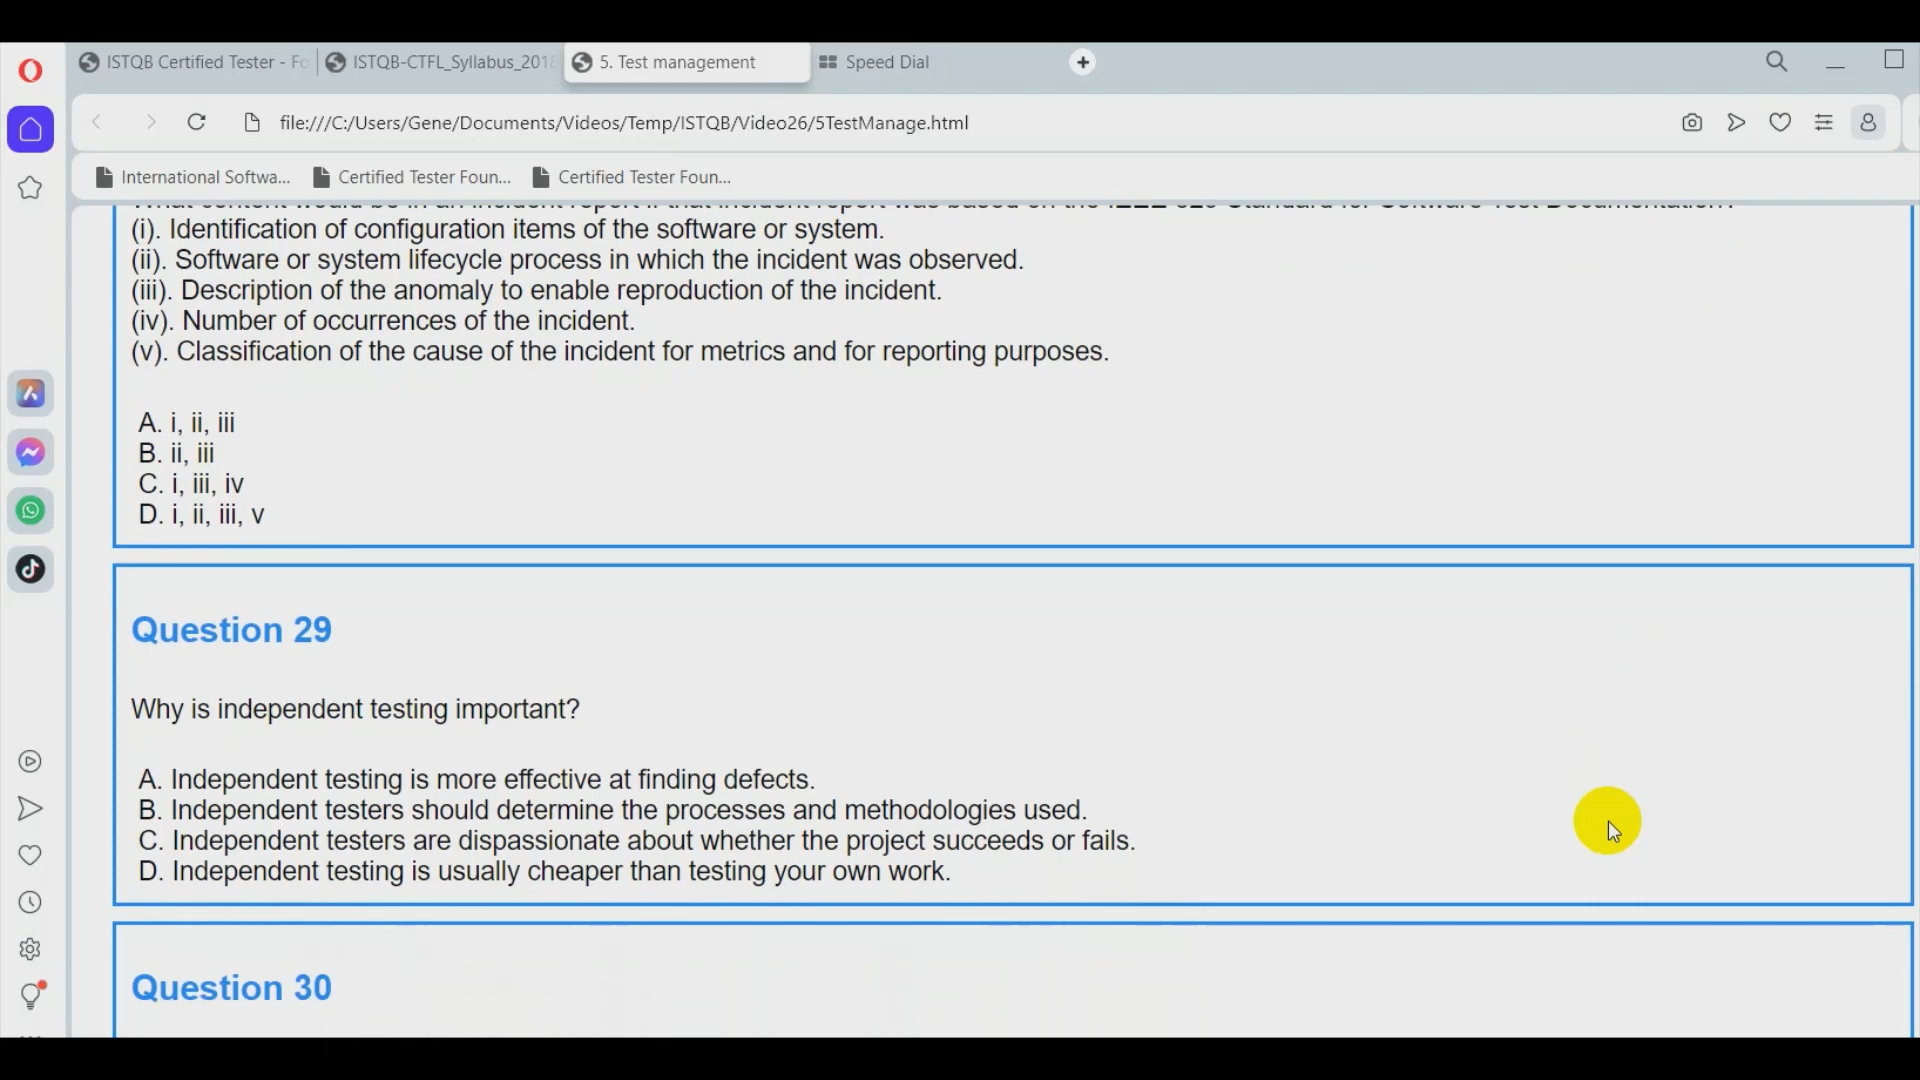 ISTQB Certified Tester - Fo
ISTQB-CTFL_Syllabus_2018
5. Test management
Speed Dial
file:///C:/Users/Gene/Documents/Videos/Temp/ISTQB/Video26/5TestManage.html
International Softwa...
Certified Tester Foun...
Certified Tester Foun...
(i). Identification of configuration items of the software or system.
(ii). Software or system lifecycle process in which the incident was observed.
(iii). Description of the anomaly to enable reproduction of the incident.
(iv). Number of occurrences of the incident.
(v). Classification of the cause of the incident for metrics and for reporting purposes.
A. i, ii, iii
B. ii, iii
C. i, iii, iv
D. i, ii, iii, v
Question 29
Why is independent testing important?
A. Independent testing is more effective at finding defects.
B. Independent testers should determine the processes and methodologies used.
C. Independent testers are dispassionate about whether the project succeeds or fails.
D. Independent testing is usually cheaper than testing your own work.
Question 30